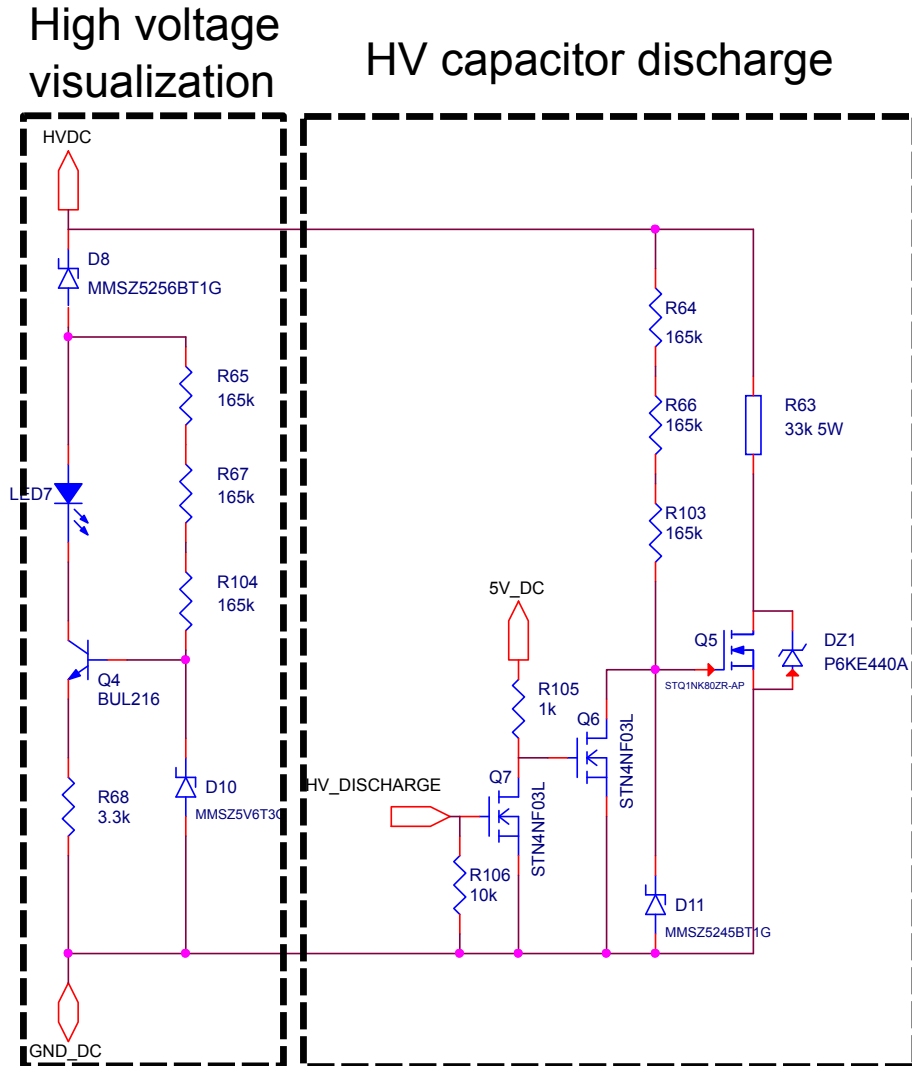 High voltage
visualization
HV capacitor discharge
HVDC
D8
MMSZ5256BT1G
R65
165k
R67
165k
R104
165k
LED7
Q4
BUL216
R68
3.3k
D10
MMSZ5V6T3G
GND_DC
R64
165k
R66
165k
R103
165k
R63
33k 5W
5V_DC
R105
1k
Q5
STQ1NK80ZR-AP
DZ1
P6KE440A
Q6
STN4NF03L
Q7
STN4NF03L
HV_DISCHARGE
R106
10k
D11
MMSZ5245BT1G